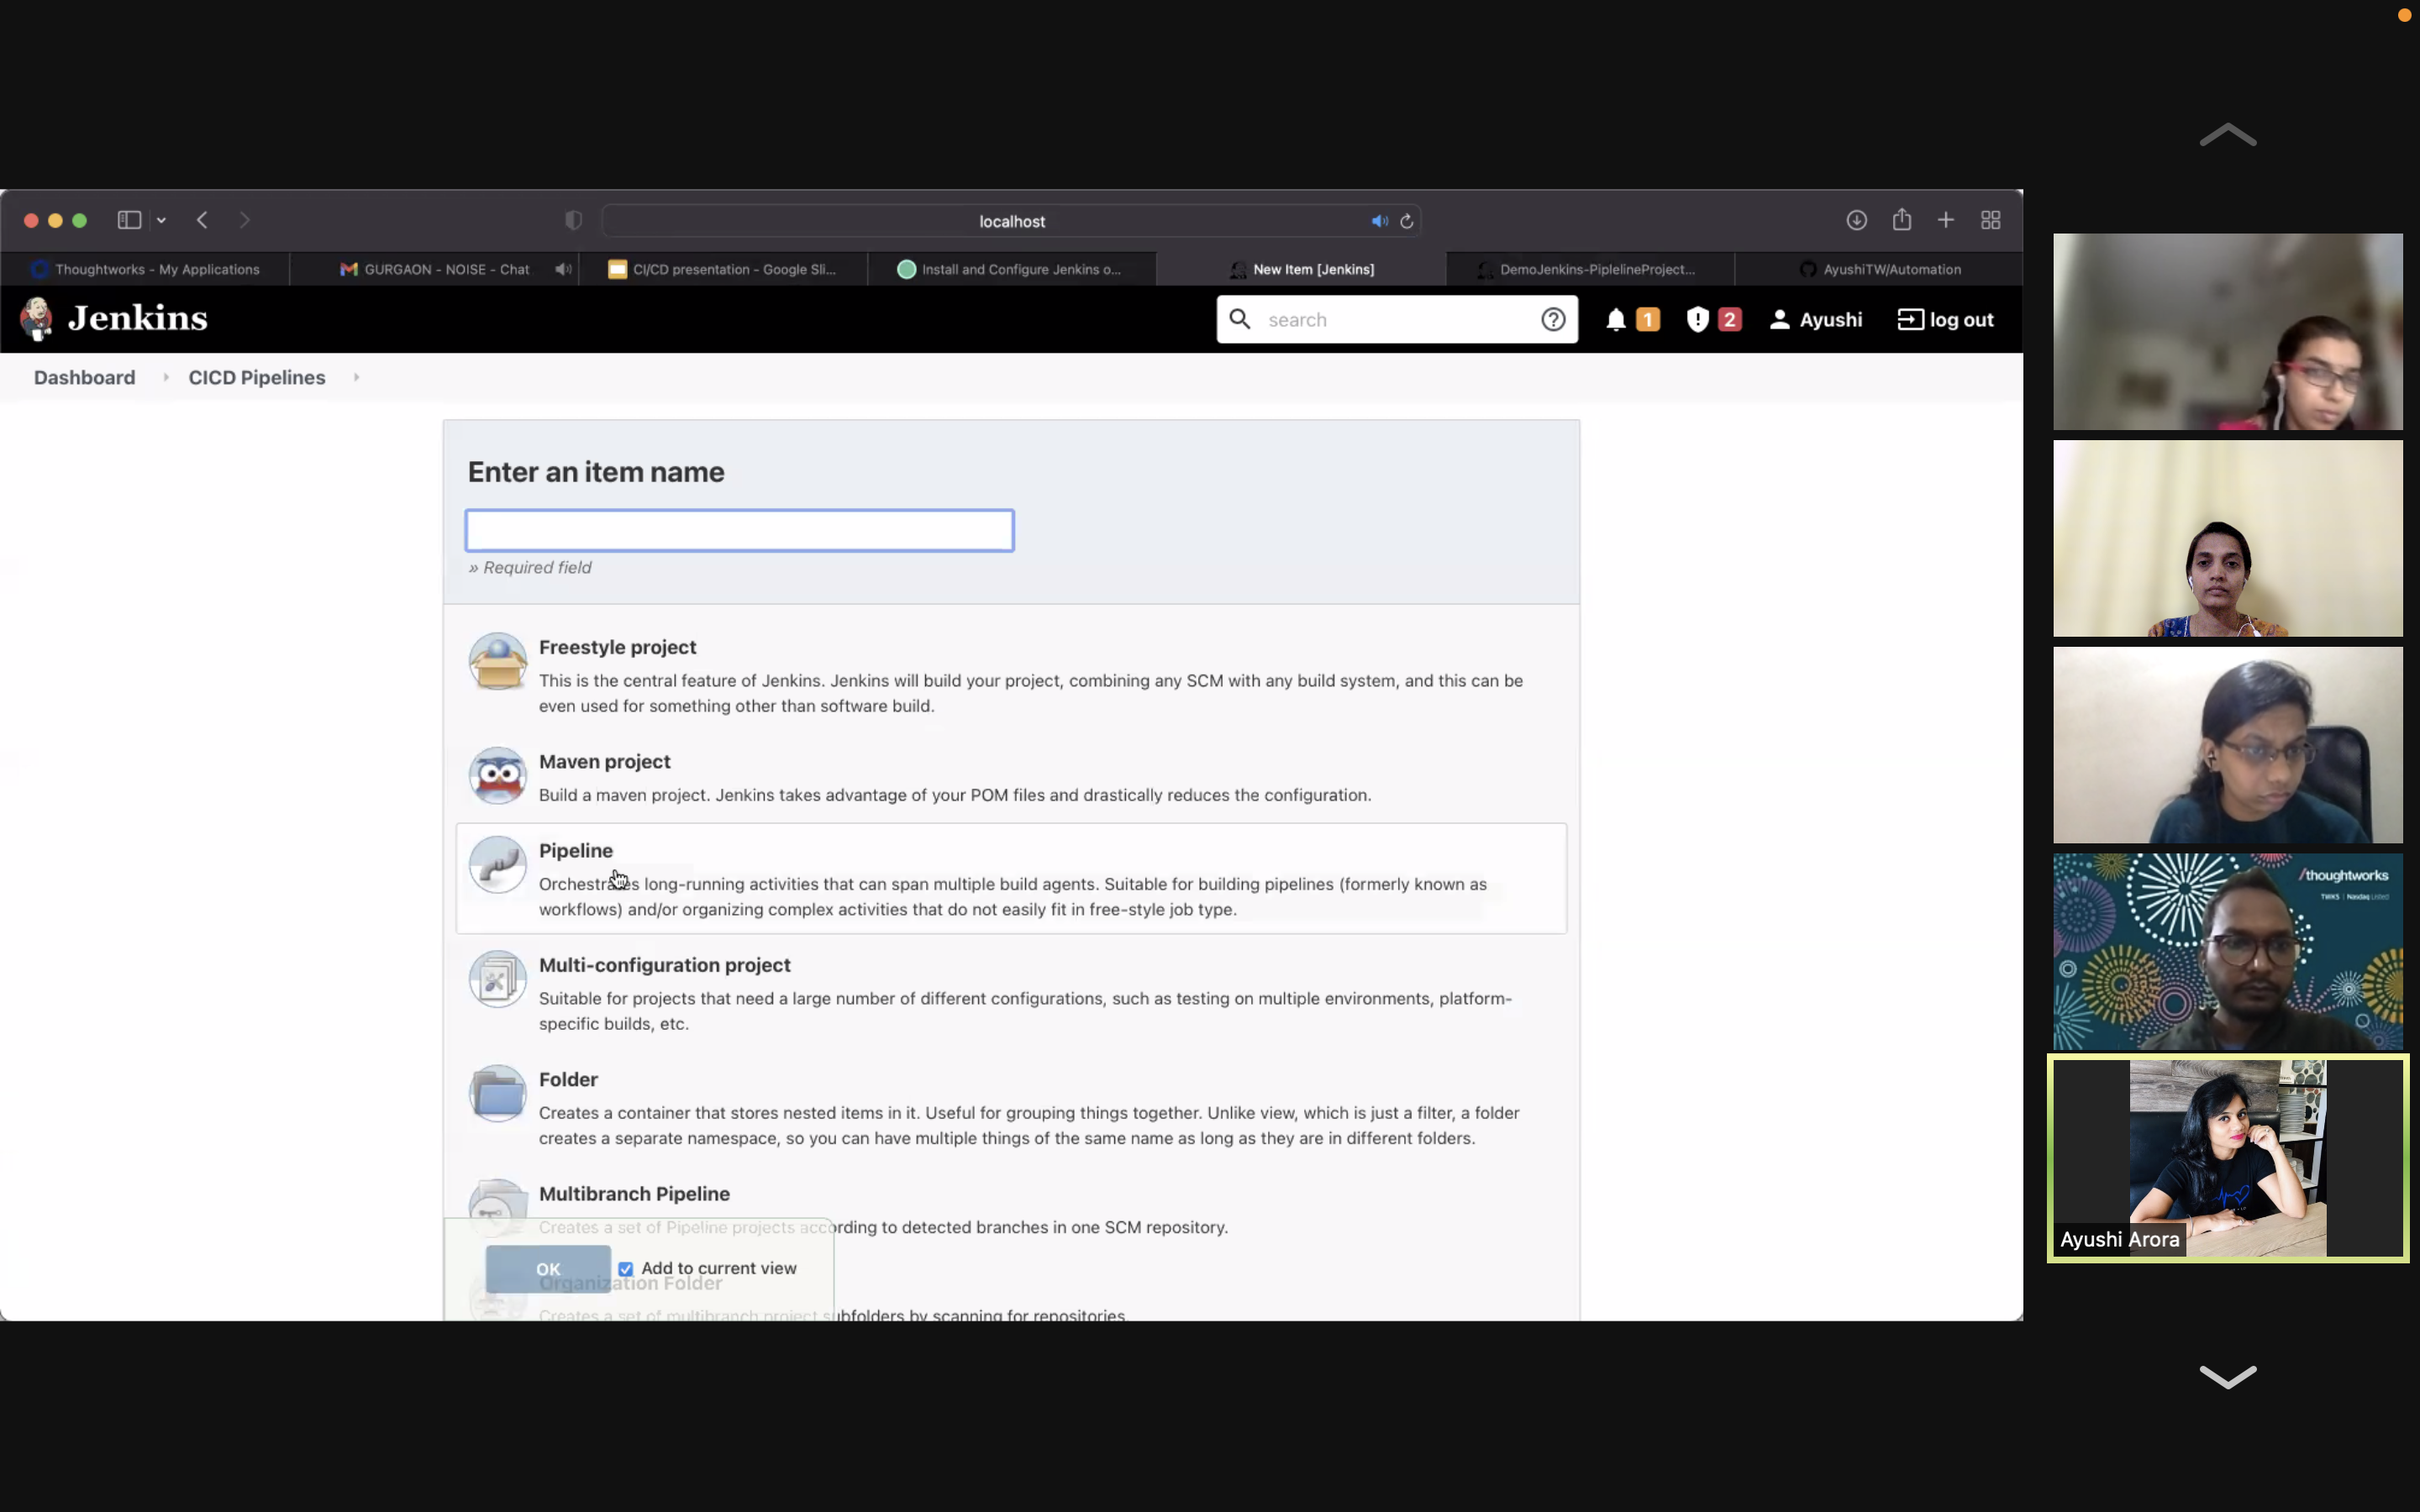 localhost
Thoughtworks - My Applications
GURGAON - NOISE - Chat
CI/CD presentation - Google Sli...
Install and Configure Jenkins o...
New Item [Jenkins]
DemoJenkins-PiplelineProject...
AyushiTW/Automation
Jenkins
search
1
2
Ayushi
log out
Dashboard
CICD Pipelines
Enter an item name
» Required field
Freestyle project
This is the central feature of Jenkins. Jenkins will build your project, combining any SCM with any build system, and this can be
even used for something other than software build.
Maven project
Build a maven project. Jenkins takes advantage of your POM files and drastically reduces the configuration.
Pipeline
Orchestrates long-running activities that can span multiple build agents. Suitable for building pipelines (formerly known as
workflows) and/or organizing complex activities that do not easily fit in free-style job type.
Multi-configuration project
Suitable for projects that need a large number of different configurations, such as testing on multiple environments, platform-
specific builds, etc.
Folder
Creates a container that stores nested items in it. Useful for grouping things together. Unlike view, which is just a filter, a folder
creates a separate namespace, so you can have multiple things of the same name as long as they are in different folders.
Multibranch Pipeline
Creates a set of Pipeline projects according to detected branches in one SCM repository.
OK
Add to current view
Organization Folder
Creates a set of multibranch project subfolders by scanning for repositories.
/thoughtworks
TWKS | Nasdaq Listed
Ayushi Arora